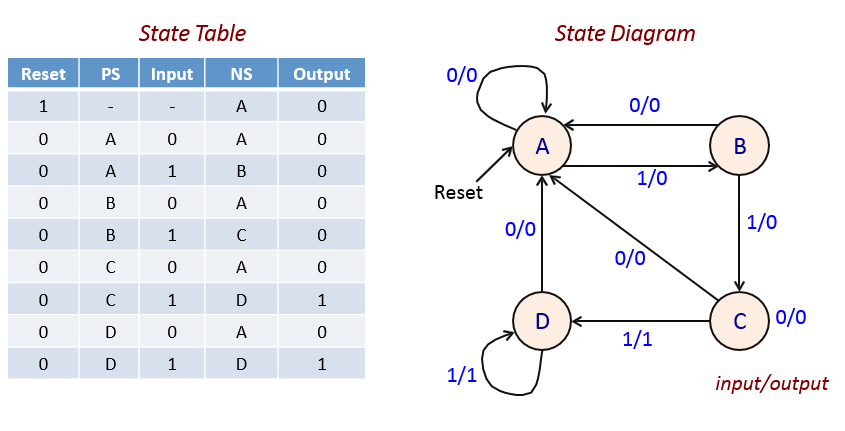 State Table
Reset PS Input NS Output
1 - - A 0
0 A 0 A 0
0 A 1 B 0
0 B 0 A 0
0 B 1 C 0
0 C 0 A 0
0 C 1 D 1
0 D 0 A 0
0 D 1 D 1
State Diagram
0/0
0/0
A
B
1/0
Reset
1/0
0/0
0/0
D
C
0/0
1/1
1/1
input/output